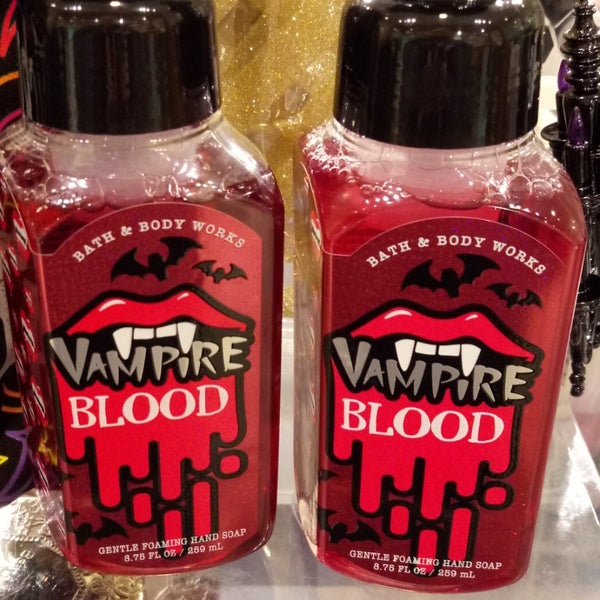 BATH & BODY WORKS
VAMPIRE
BLOOD
GENTLE FOAMING HAND SOAP
8.75 FL OZ / 259 mL
BATH & BODY WORKS
VAMPIRE
BLOOD
GENTLE FOAMING HAND SOAP
8.75 FL OZ / 259 mL